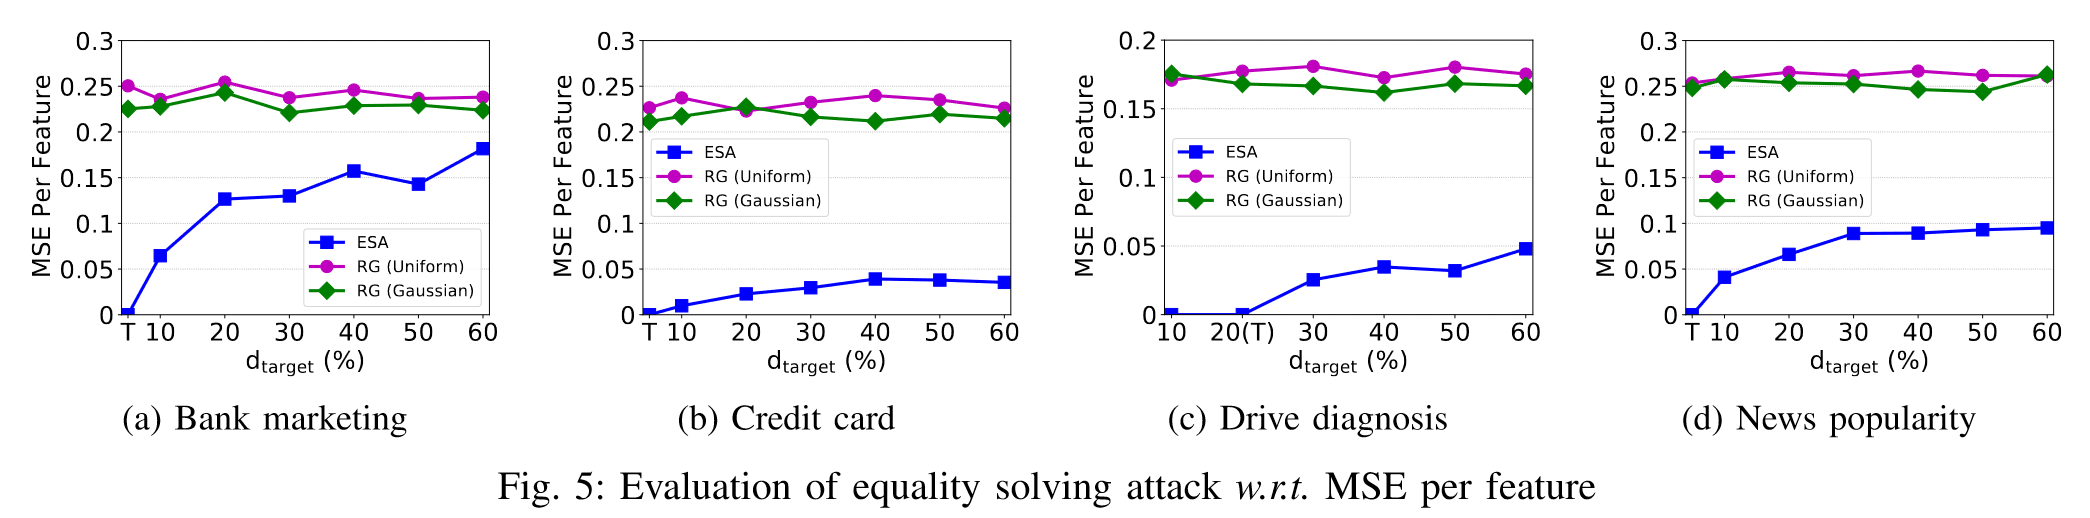 0.3
0.25
0.2
0.15
0.1
0.05
0
MSE Per Feature
ESA
RG (Uniform)
RG (Gaussian)
T 10 20 30 40 50 60
dtarget (%)
(a) Bank marketing
0.3
0.25
0.2
0.15
0.1
0.05
0
MSE Per Feature
ESA
RG (Uniform)
RG (Gaussian)
T 10 20 30 40 50 60
dtarget (%)
(b) Credit card
0.2
0.15
0.1
0.05
0
MSE Per Feature
ESA
RG (Uniform)
RG (Gaussian)
10 20(T) 30 40 50 60
dtarget (%)
(c) Drive diagnosis
0.3
0.25
0.2
0.15
0.1
0.05
0
MSE Per Feature
ESA
RG (Uniform)
RG (Gaussian)
T 10 20 30 40 50 60
dtarget (%)
(d) News popularity
Fig. 5: Evaluation of equality solving attack w.r.t. MSE per feature